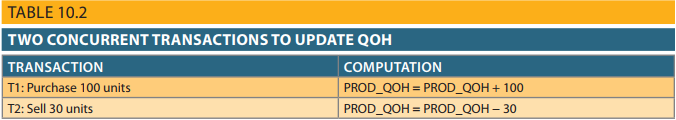 TABLE 10.2
TWO CONCURRENT TRANSACTIONS TO UPDATE QOH
TRANSACTION COMPUTATION
T1: Purchase 100 units PROD_QOH = PROD_QOH + 100
T2: Sell 30 units PROD_QOH = PROD_QOH − 30